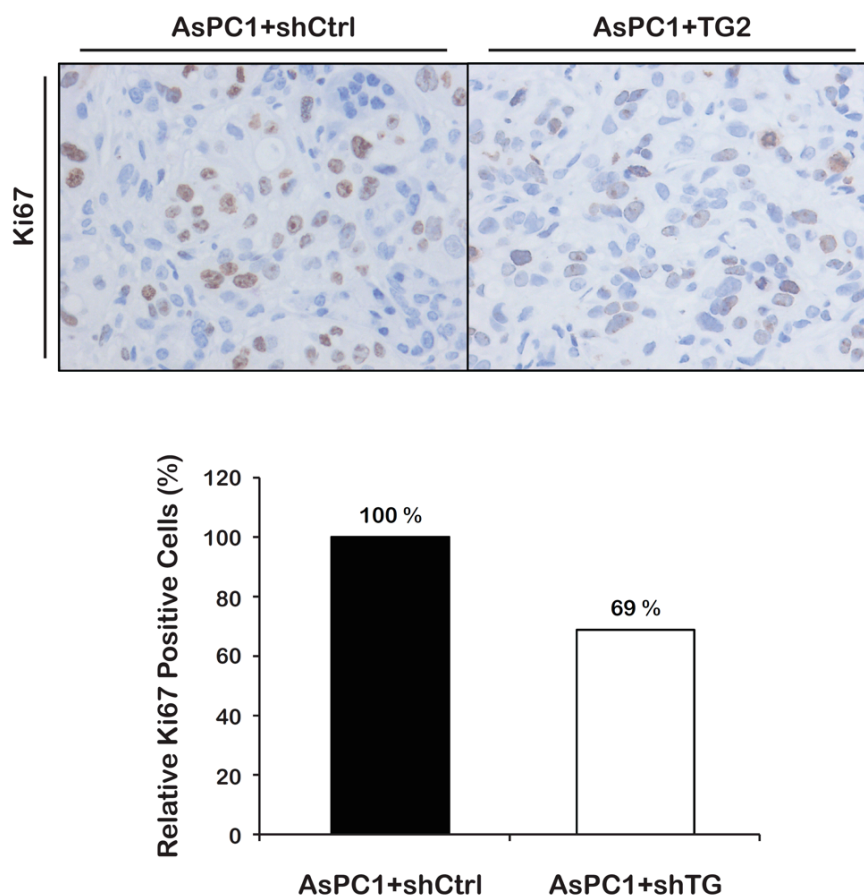 AsPC1+shCtrl
AsPC1+TG2
Ki67
Relative Ki67 Positive Cells (%)
120
100
80
60
40
20
0
100 %
69 %
AsPC1+shCtrl
AsPC1+shTG